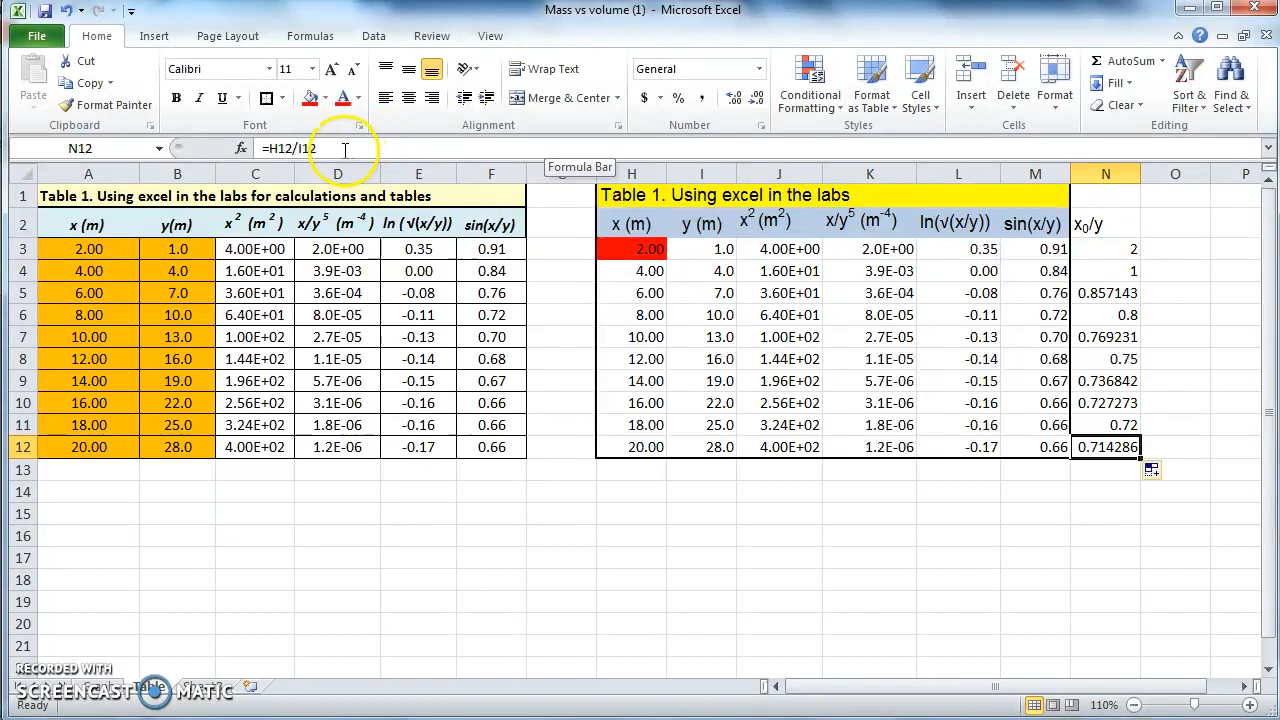 Mass vs volume (1) - Microsoft Excel
File Home Insert Page Layout Formulas Data Review View
Paste
Cut
Copy
Format Painter
Calibri 11
B I U
Wrap Text
Merge & Center
General
$ % ,
Conditional Formatting
Format as Table
Cell Styles
Insert
Delete
Format
AutoSum
Fill
Clear
Sort & Filter
Find & Select
Clipboard Font Alignment Number Styles Cells Editing
N12 fx =H12/I12
Formula Bar
A B C D E F G H I J K L M N O P
1 Table 1. Using excel in the labs for calculations and tables Table 1. Using excel in the labs
2 x (m) y(m) x² (m²) x/y⁵ (m⁻⁴) ln (√(x/y)) sin(x/y) x (m) y (m) x² (m²) x/y⁵ (m⁻⁴) ln(√(x/y)) sin(x/y) x₀/y
3 2.00 1.0 4.00E+00 2.0E+00 0.35 0.91 2.00 1.0 4.00E+00 2.0E+00 0.35 0.91 2
4 4.00 4.0 1.60E+01 3.9E-03 0.00 0.84 4.00 4.0 1.60E+01 3.9E-03 0.00 0.84 1
5 6.00 7.0 3.60E+01 3.6E-04 -0.08 0.76 6.00 7.0 3.60E+01 3.6E-04 -0.08 0.76 0.857143
6 8.00 10.0 6.40E+01 8.0E-05 -0.11 0.72 8.00 10.0 6.40E+01 8.0E-05 -0.11 0.72 0.8
7 10.00 13.0 1.00E+02 2.7E-05 -0.13 0.70 10.00 13.0 1.00E+02 2.7E-05 -0.13 0.70 0.769231
8 12.00 16.0 1.44E+02 1.1E-05 -0.14 0.68 12.00 16.0 1.44E+02 1.1E-05 -0.14 0.68 0.75
9 14.00 19.0 1.96E+02 5.7E-06 -0.15 0.67 14.00 19.0 1.96E+02 5.7E-06 -0.15 0.67 0.736842
10 16.00 22.0 2.56E+02 3.1E-06 -0.16 0.66 16.00 22.0 2.56E+02 3.1E-06 -0.16 0.66 0.727273
11 18.00 25.0 3.24E+02 1.8E-06 -0.16 0.66 18.00 25.0 3.24E+02 1.8E-06 -0.16 0.66 0.72
12 20.00 28.0 4.00E+02 1.2E-06 -0.17 0.66 20.00 28.0 4.00E+02 1.2E-06 -0.17 0.66 0.714286
13
14
15
16
17
18
19
20
21
RECORDED WITH
SCREENCAST MATIC
Table
110%